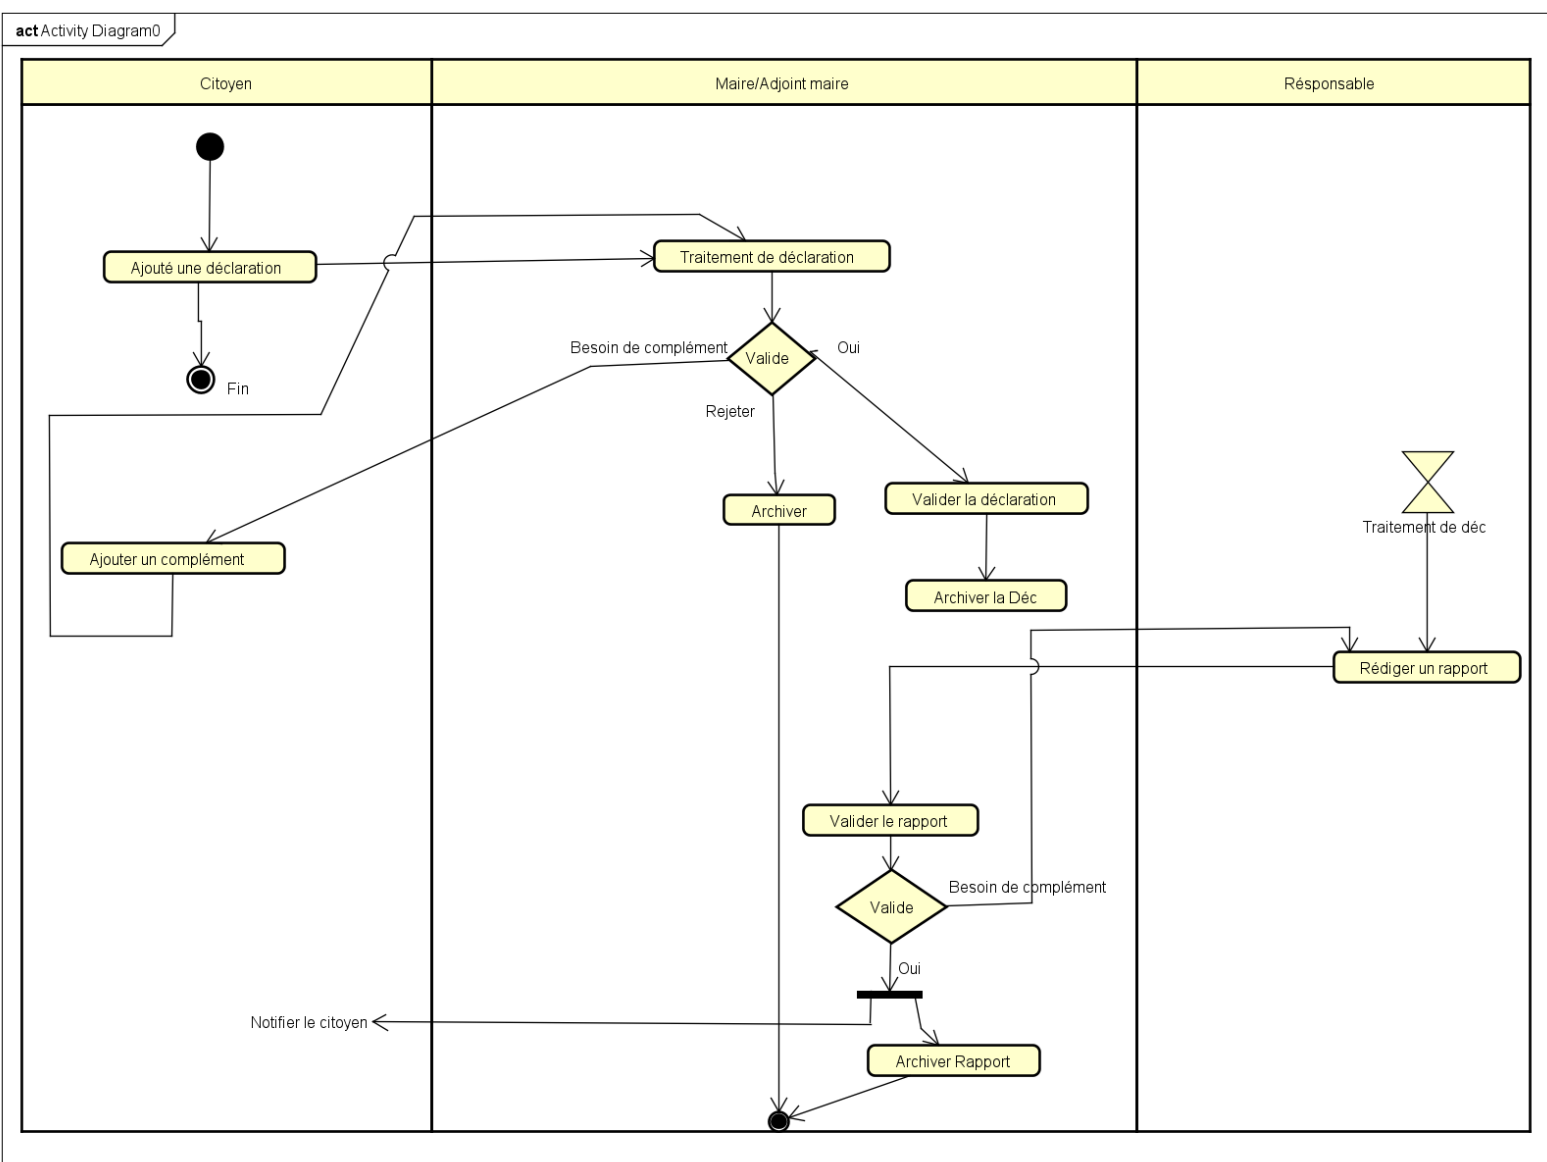 act Activity Diagram0
Citoyen
Maire/Adjoint maire
Résponsable
Ajouté une déclaration
Traitement de déclaration
Besoin de complément
Valide
Oui
Fin
Rejeter
Valider la déclaration
Archiver
Traitement de déc
Ajouter un complément
Archiver la Déc
Rédiger un rapport
Valider le rapport
Besoin de complément
Valide
Oui
Notifier le citoyen
Archiver Rapport